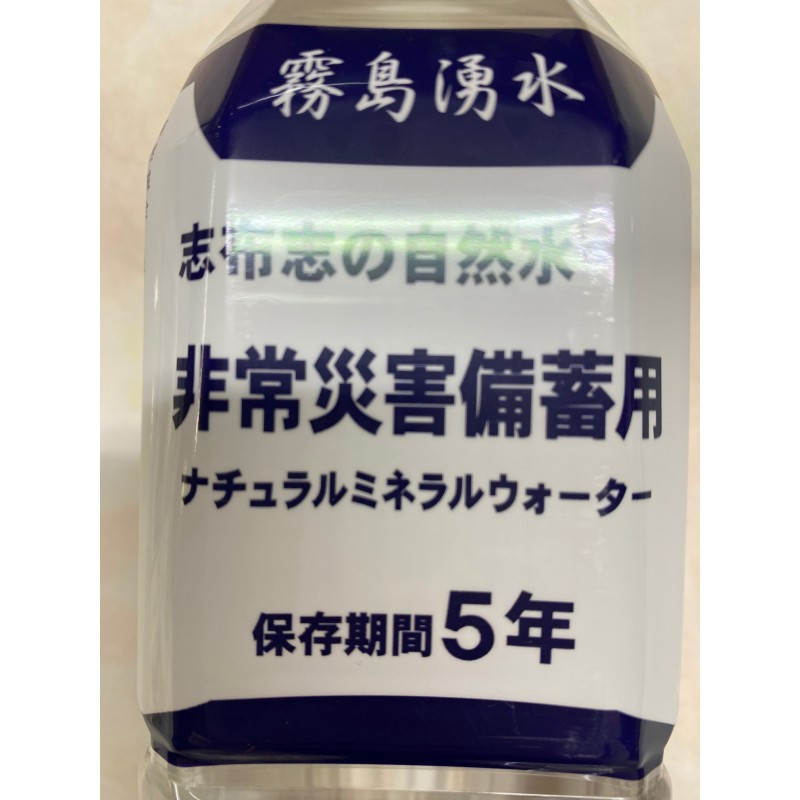 霧島湧水
志布志の自然水
非常災害備蓄用
ナチュラルミネラルウォーター
保存期間5年